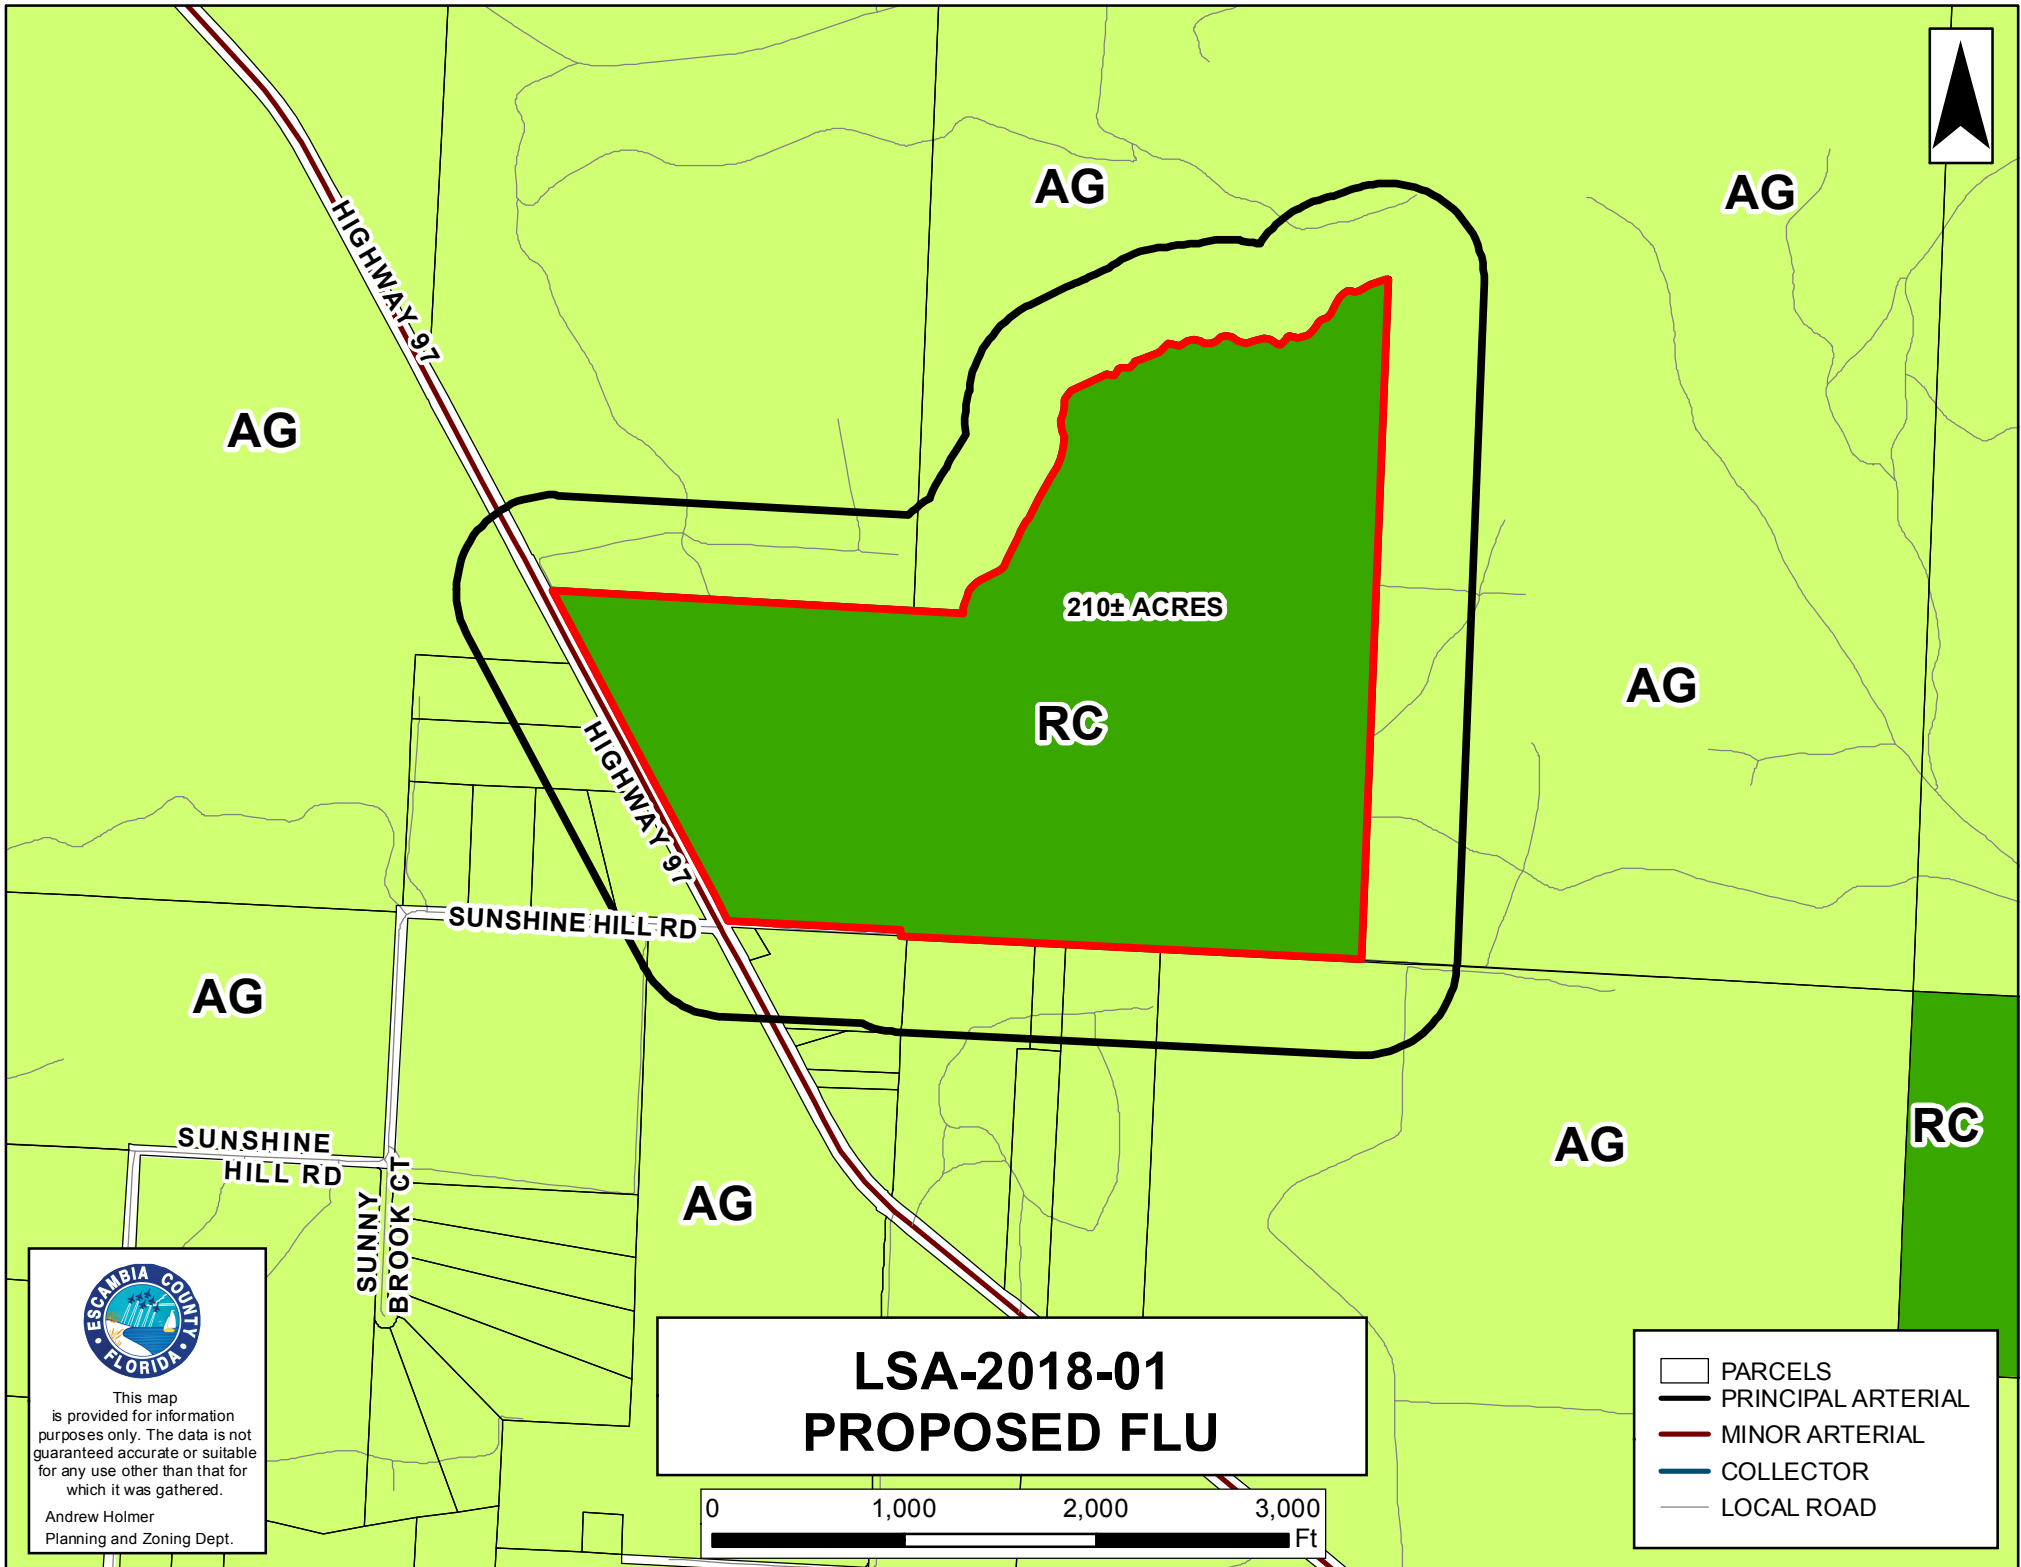 AG
AG
HIGHWAY 97
AG
210± ACRES
AG
RC
HIGHWAY 97
SUNSHINE HILL RD
AG
RC
SUNSHINE
HILL RD
AG
AG
SUNNY
BROOK CT
ESCAMBIA COUNTY
FLORIDA
This map
is provided for information
purposes only. The data is not
guaranteed accurate or suitable
for any use other than that for
which it was gathered.
Andrew Holmer
Planning and Zoning Dept.
LSA-2018-01
PROPOSED FLU
0 1,000 2,000 3,000
Ft
PARCELS
PRINCIPAL ARTERIAL
MINOR ARTERIAL
COLLECTOR
LOCAL ROAD